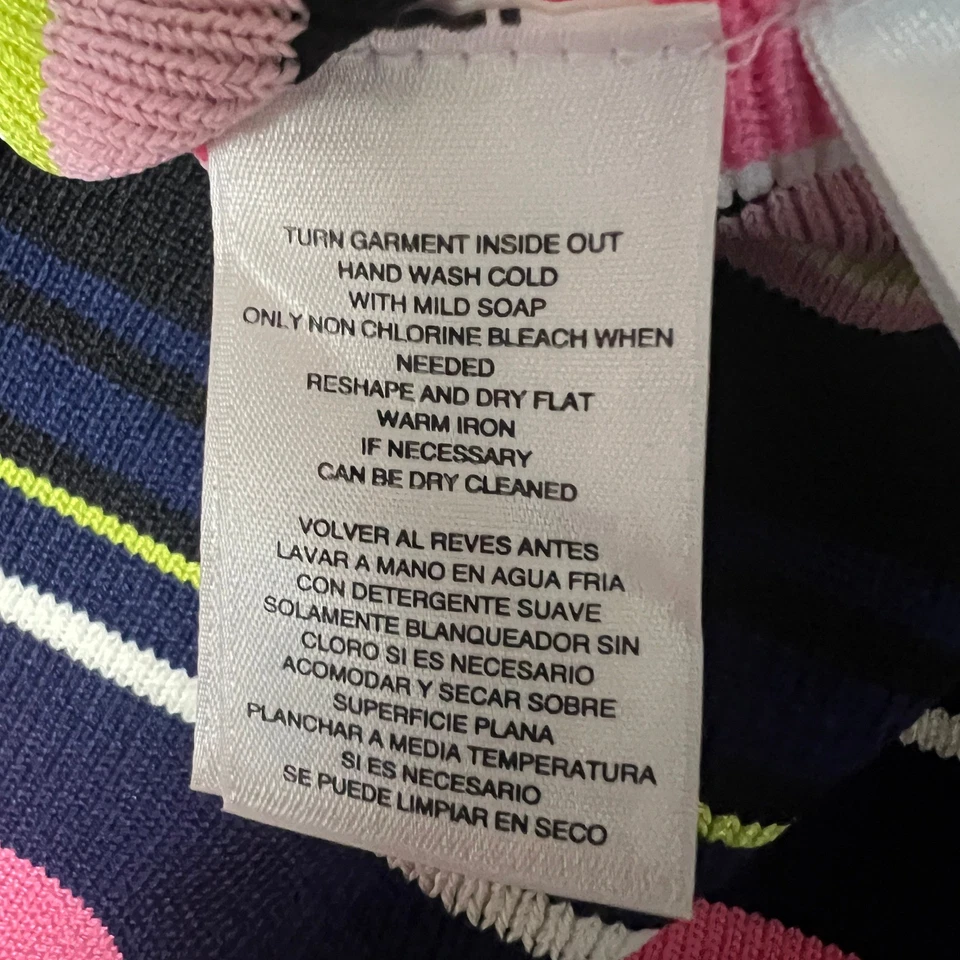 TURN GARMENT INSIDE OUT
HAND WASH COLD
WITH MILD SOAP
ONLY NON CHLORINE BLEACH WHEN
NEEDED
RESHAPE AND DRY FLAT
WARM IRON
IF NECESSARY
CAN BE DRY CLEANED
VOLVER AL REVES ANTES
LAVAR A MANO EN AGUA FRIA
CON DETERGENTE SUAVE
SOLAMENTE BLANQUEADOR SIN
CLORO SI ES NECESARIO
ACOMODAR Y SECAR SOBRE
SUPERFICIE PLANA
PLANCHAR A MEDIA TEMPERATURA
SI ES NECESARIO
SE PUEDE LIMPIAR EN SECO